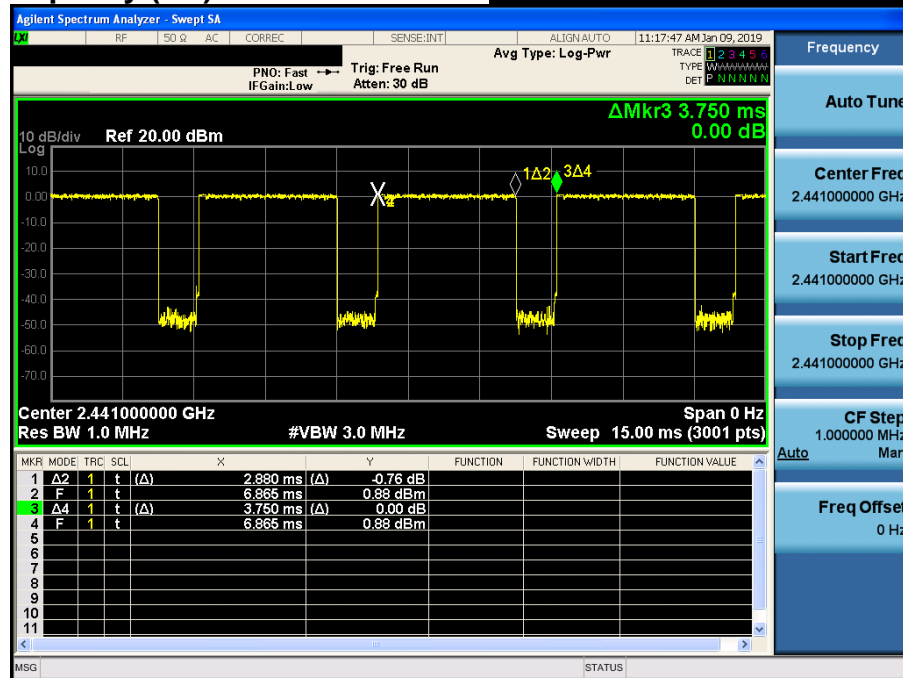 Agilent Spectrum Analyzer - Swept SA
LXI RF 50 Ω AC CORREC SENSE:INT ALIGN AUTO 11:17:47 AM Jan 09, 2019
PNO: Fast
IFGain:Low
Trig: Free Run
Atten: 30 dB
Avg Type: Log-Pwr
TRACE 1 2 3 4 5 6
TYPE WWWWWWW
DET P N N N N N
ΔMkr3 3.750 ms
0.00 dB
10 dB/div Ref 20.00 dBm
Log
10.0
0.00
-10.0
-20.0
-30.0
-40.0
-50.0
-60.0
-70.0
X
1Δ2 3Δ4
Center 2.441000000 GHz Span 0 Hz
Res BW 1.0 MHz #VBW 3.0 MHz Sweep 15.00 ms (3001 pts)
MKR MODE TRC SCL X Y FUNCTION FUNCTION WIDTH FUNCTION VALUE
1 Δ2 1 t (Δ) 2.880 ms (Δ) -0.76 dB
2 F 1 t 6.865 ms 0.88 dBm
3 Δ4 1 t (Δ) 3.750 ms (Δ) 0.00 dB
4 F 1 t 6.865 ms 0.88 dBm
5
6
7
8
9
10
11
MSG STATUS
Frequency
Auto Tune
Center Freq
2.441000000 GHz
Start Freq
2.441000000 GHz
Stop Freq
2.441000000 GHz
CF Step
1.000000 MHz
Auto Man
Freq Offset
0 Hz